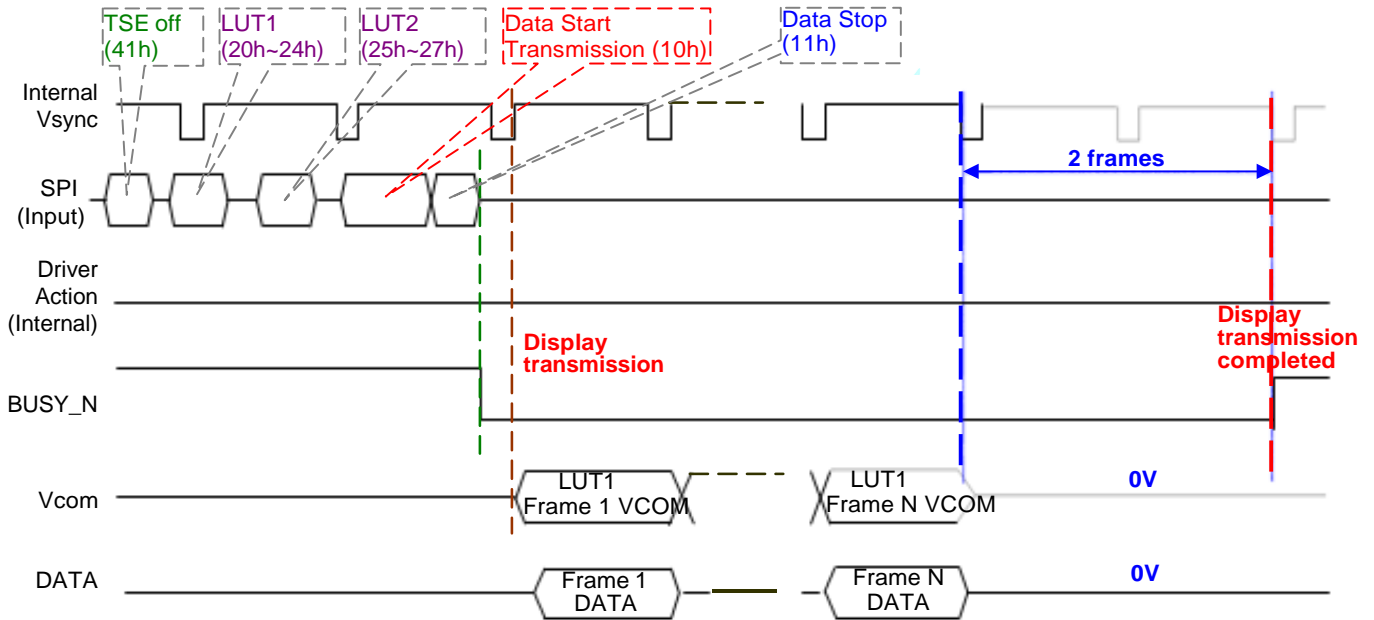 TSE off
(41h)
LUT1
(20h~24h)
LUT2
(25h~27h)
Data Start
Transmission (10h)
Data Stop
(11h)
Internal
Vsync
2 frames
SPI
(Input)
Driver
Action
(Internal)
Display
transmission
Display
transmission
completed
BUSY_N
Vcom
LUT1
Frame 1 VCOM
LUT1
Frame N VCOM
0V
DATA
Frame 1
DATA
Frame N
DATA
0V